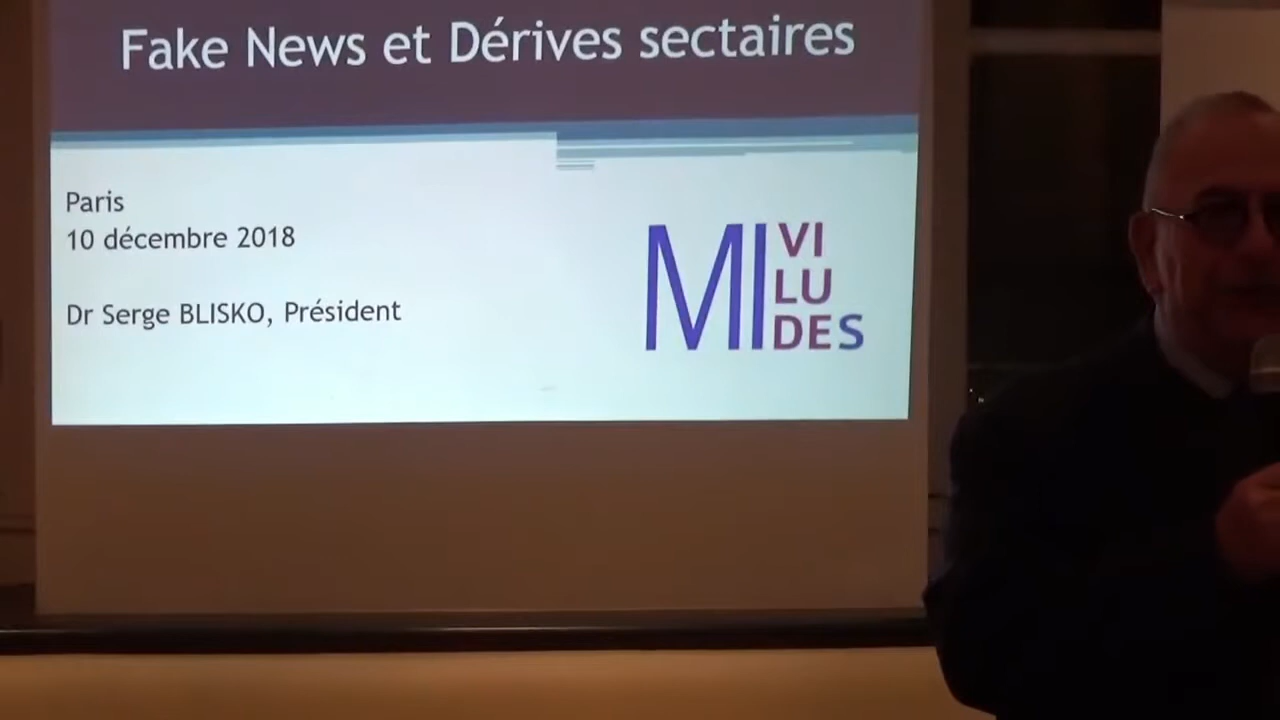 Fake News et Dérives sectaires
Paris
10 décembre 2018
Dr Serge BLISKO, Président
MI
VI
LU
DES